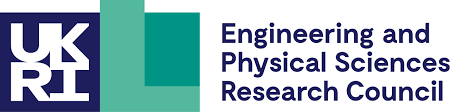 UK
RI
Engineering and
Physical Sciences
Research Council